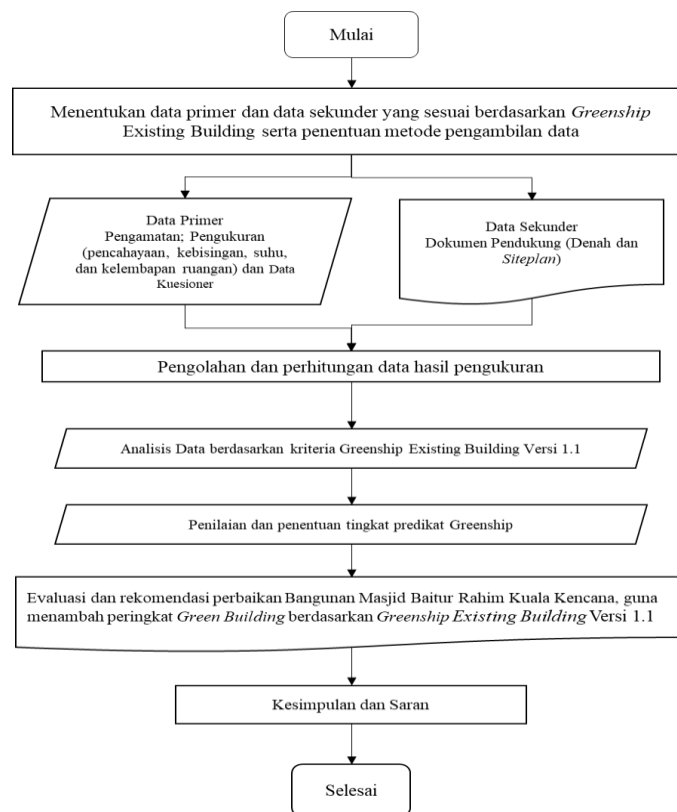 Mulai
Menentukan data primer dan data sekunder yang sesuai berdasarkan Greenship
Existing Building serta penentuan metode pengambilan data
Data Primer
Pengamatan; Pengukuran
(pencahayaan, kebisingan, suhu,
dan kelembapan ruangan) dan Data
Kuesioner
Data Sekunder
Dokumen Pendukung (Denah dan
Siteplan)
Pengolahan dan perhitungan data hasil pengukuran
Analisis Data berdasarkan kriteria Greenship Existing Building Versi 1.1
Penilaian dan penentuan tingkat predikat Greenship
Evaluasi dan rekomendasi perbaikan Bangunan Masjid Baitur Rahim Kuala Kencana, guna
menambah peringkat Green Building berdasarkan Greenship Existing Building Versi 1.1
Kesimpulan dan Saran
Selesai